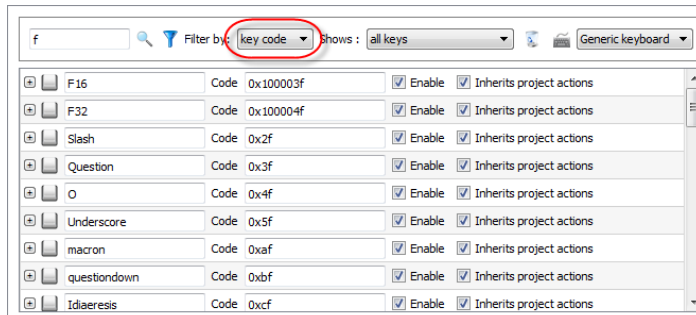 f Filter by: key code Shows : all keys Generic keyboard
F16 Code 0x100003f Enable Inherits project actions
F32 Code 0x100004f Enable Inherits project actions
Slash Code 0x2f Enable Inherits project actions
Question Code 0x3f Enable Inherits project actions
O Code 0x4f Enable Inherits project actions
Underscore Code 0x5f Enable Inherits project actions
macron Code 0xaf Enable Inherits project actions
questiondown Code 0xbf Enable Inherits project actions
Idiaeresis Code 0xcf Enable Inherits project actions